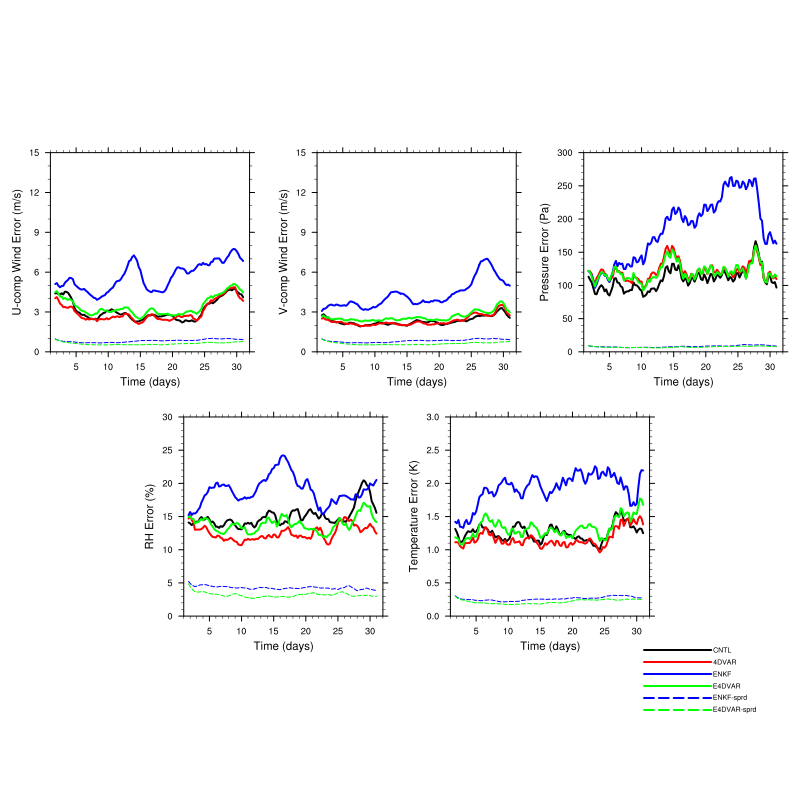 15
12
9
6
3
0
U-comp Wind Error (m/s)
5 10 15 20 25 30
Time (days)
15
12
9
6
3
0
V-comp Wind Error (m/s)
5 10 15 20 25 30
Time (days)
300
250
200
150
100
50
0
Pressure Error (Pa)
5 10 15 20 25 30
Time (days)
30
25
20
15
10
5
0
RH Error (%)
5 10 15 20 25 30
Time (days)
3.0
2.5
2.0
1.5
1.0
0.5
0.0
Temperature Error (K)
5 10 15 20 25 30
Time (days)
CNTL
4DVAR
ENKF
E4DVAR
ENKF-sprd
E4DVAR-sprd